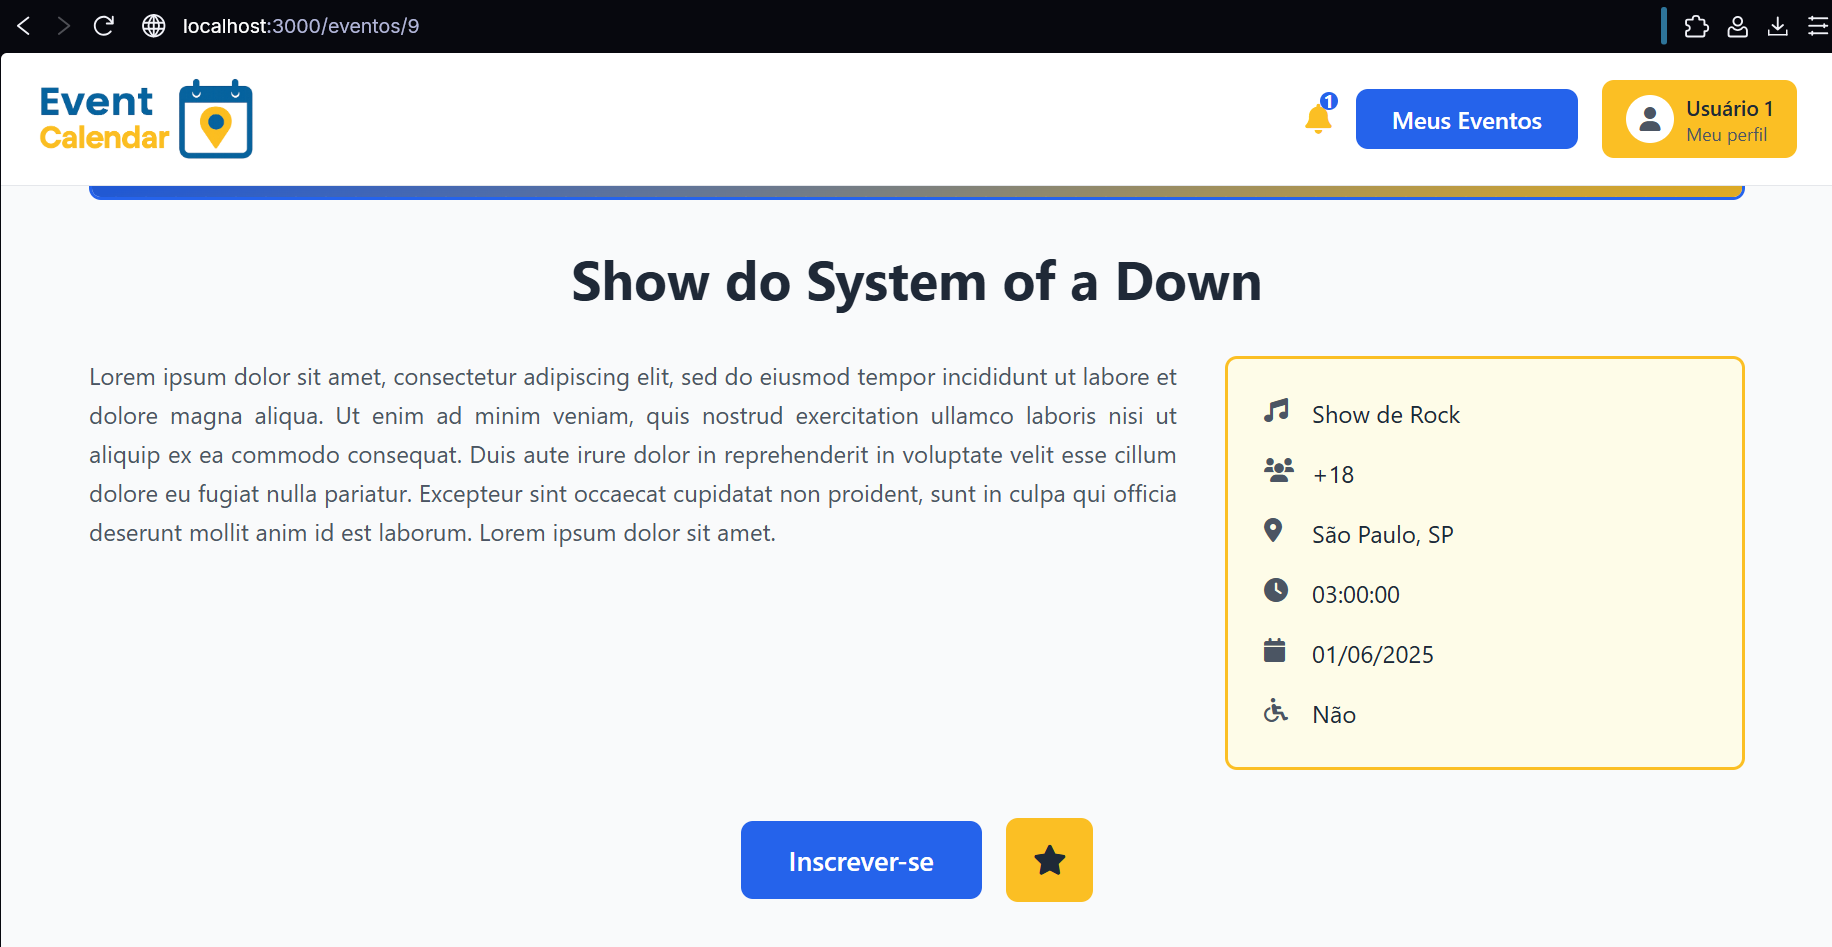 localhost:3000/eventos/9
Event
Calendar
1
Meus Eventos
Usuário 1
Meu perfil
Show do System of a Down
Lorem ipsum dolor sit amet, consectetur adipiscing elit, sed do eiusmod tempor incididunt ut labore et
dolore magna aliqua. Ut enim ad minim veniam, quis nostrud exercitation ullamco laboris nisi ut
aliquip ex ea commodo consequat. Duis aute irure dolor in reprehenderit in voluptate velit esse cillum
dolore eu fugiat nulla pariatur. Excepteur sint occaecat cupidatat non proident, sunt in culpa qui officia
deserunt mollit anim id est laborum. Lorem ipsum dolor sit amet.
Show de Rock
+18
São Paulo, SP
03:00:00
01/06/2025
Não
Inscrever-se